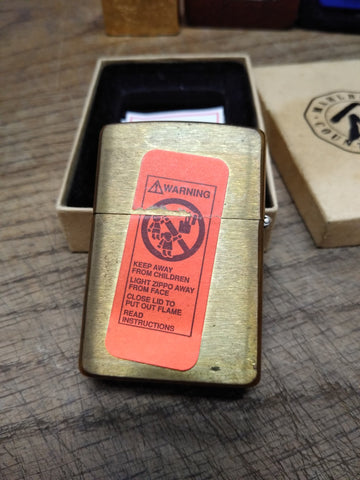 WARNING
KEEP AWAY
FROM CHILDREN
LIGHT ZIPPO AWAY
FROM FACE
CLOSE LID TO
PUT OUT FLAME
READ
INSTRUCTIONS